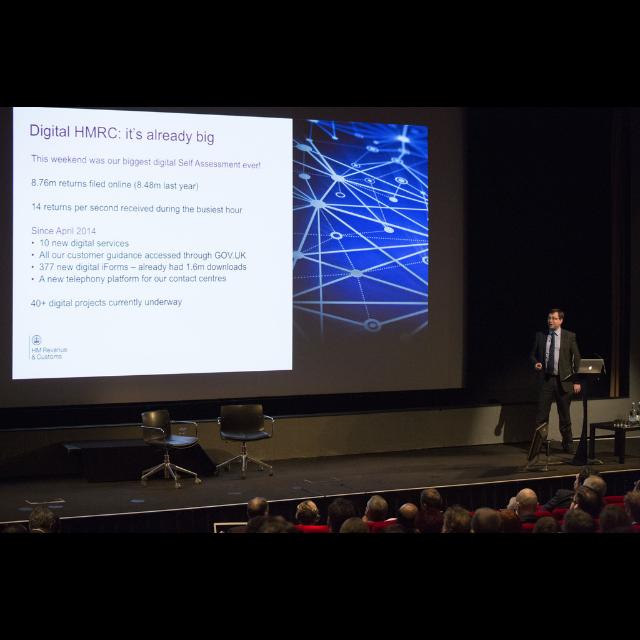 Digital HMRC: it's already big
This weekend was our biggest digital Self Assessment ever!
8.76m returns filed online (8.48m last year)
14 returns per second received during the busiest hour
Since April 2014
• 10 new digital services
• All our customer guidance accessed through GOV.UK
• 377 new digital iForms – already had 1.6m downloads
• A new telephony platform for our contact centres
40+ digital projects currently underway
HM Revenue
& Customs